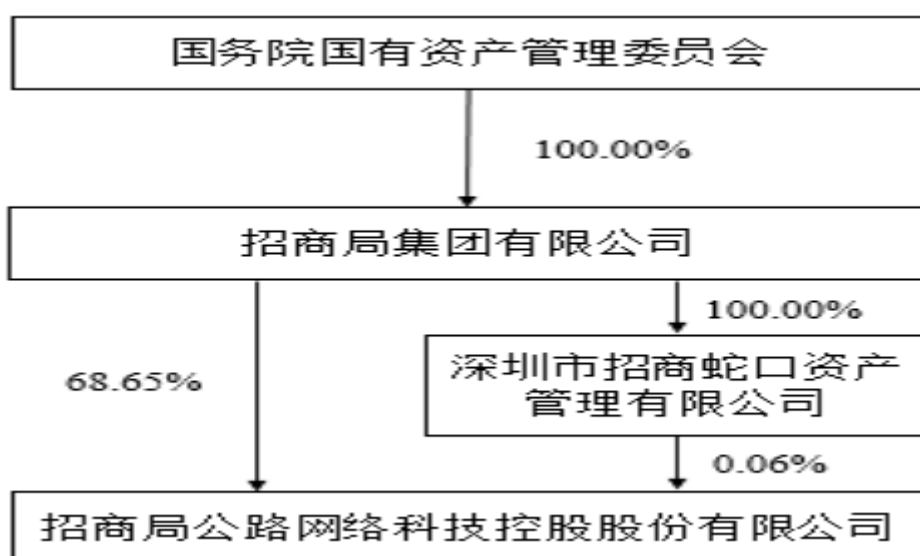 国务院国有资产管理委员会
100.00%
招商局集团有限公司
100.00%
68.65%
深圳市招商蛇口资产
管理有限公司
0.06%
招商局公路网络科技控股股份有限公司